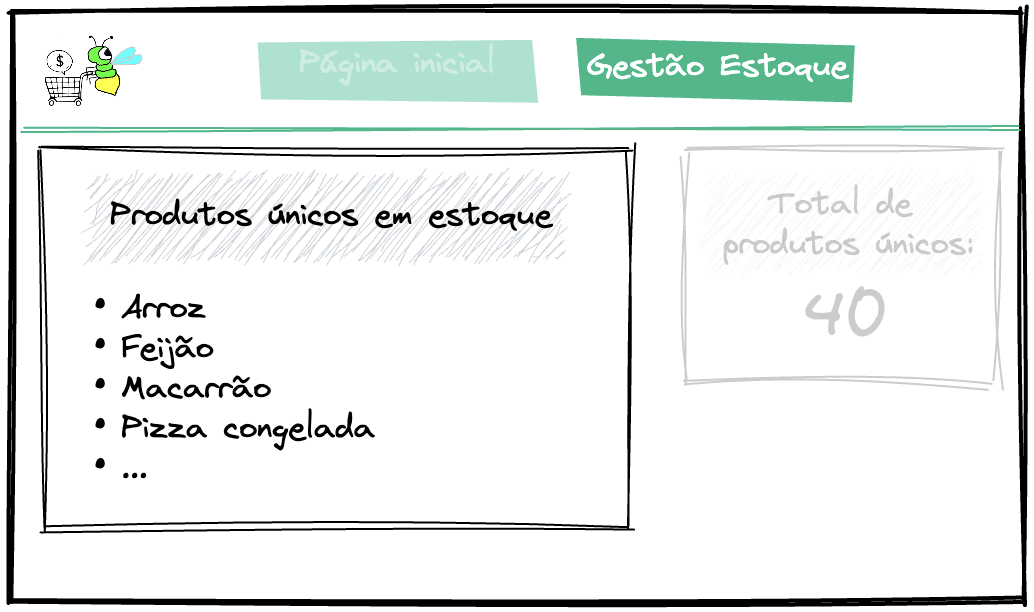 $
Página inicial
Gestão Estoque
Produtos únicos em estoque
• Arroz
• Feijão
• Macarrão
• Pizza congelada
• ...
Total de
produtos únicos:
40